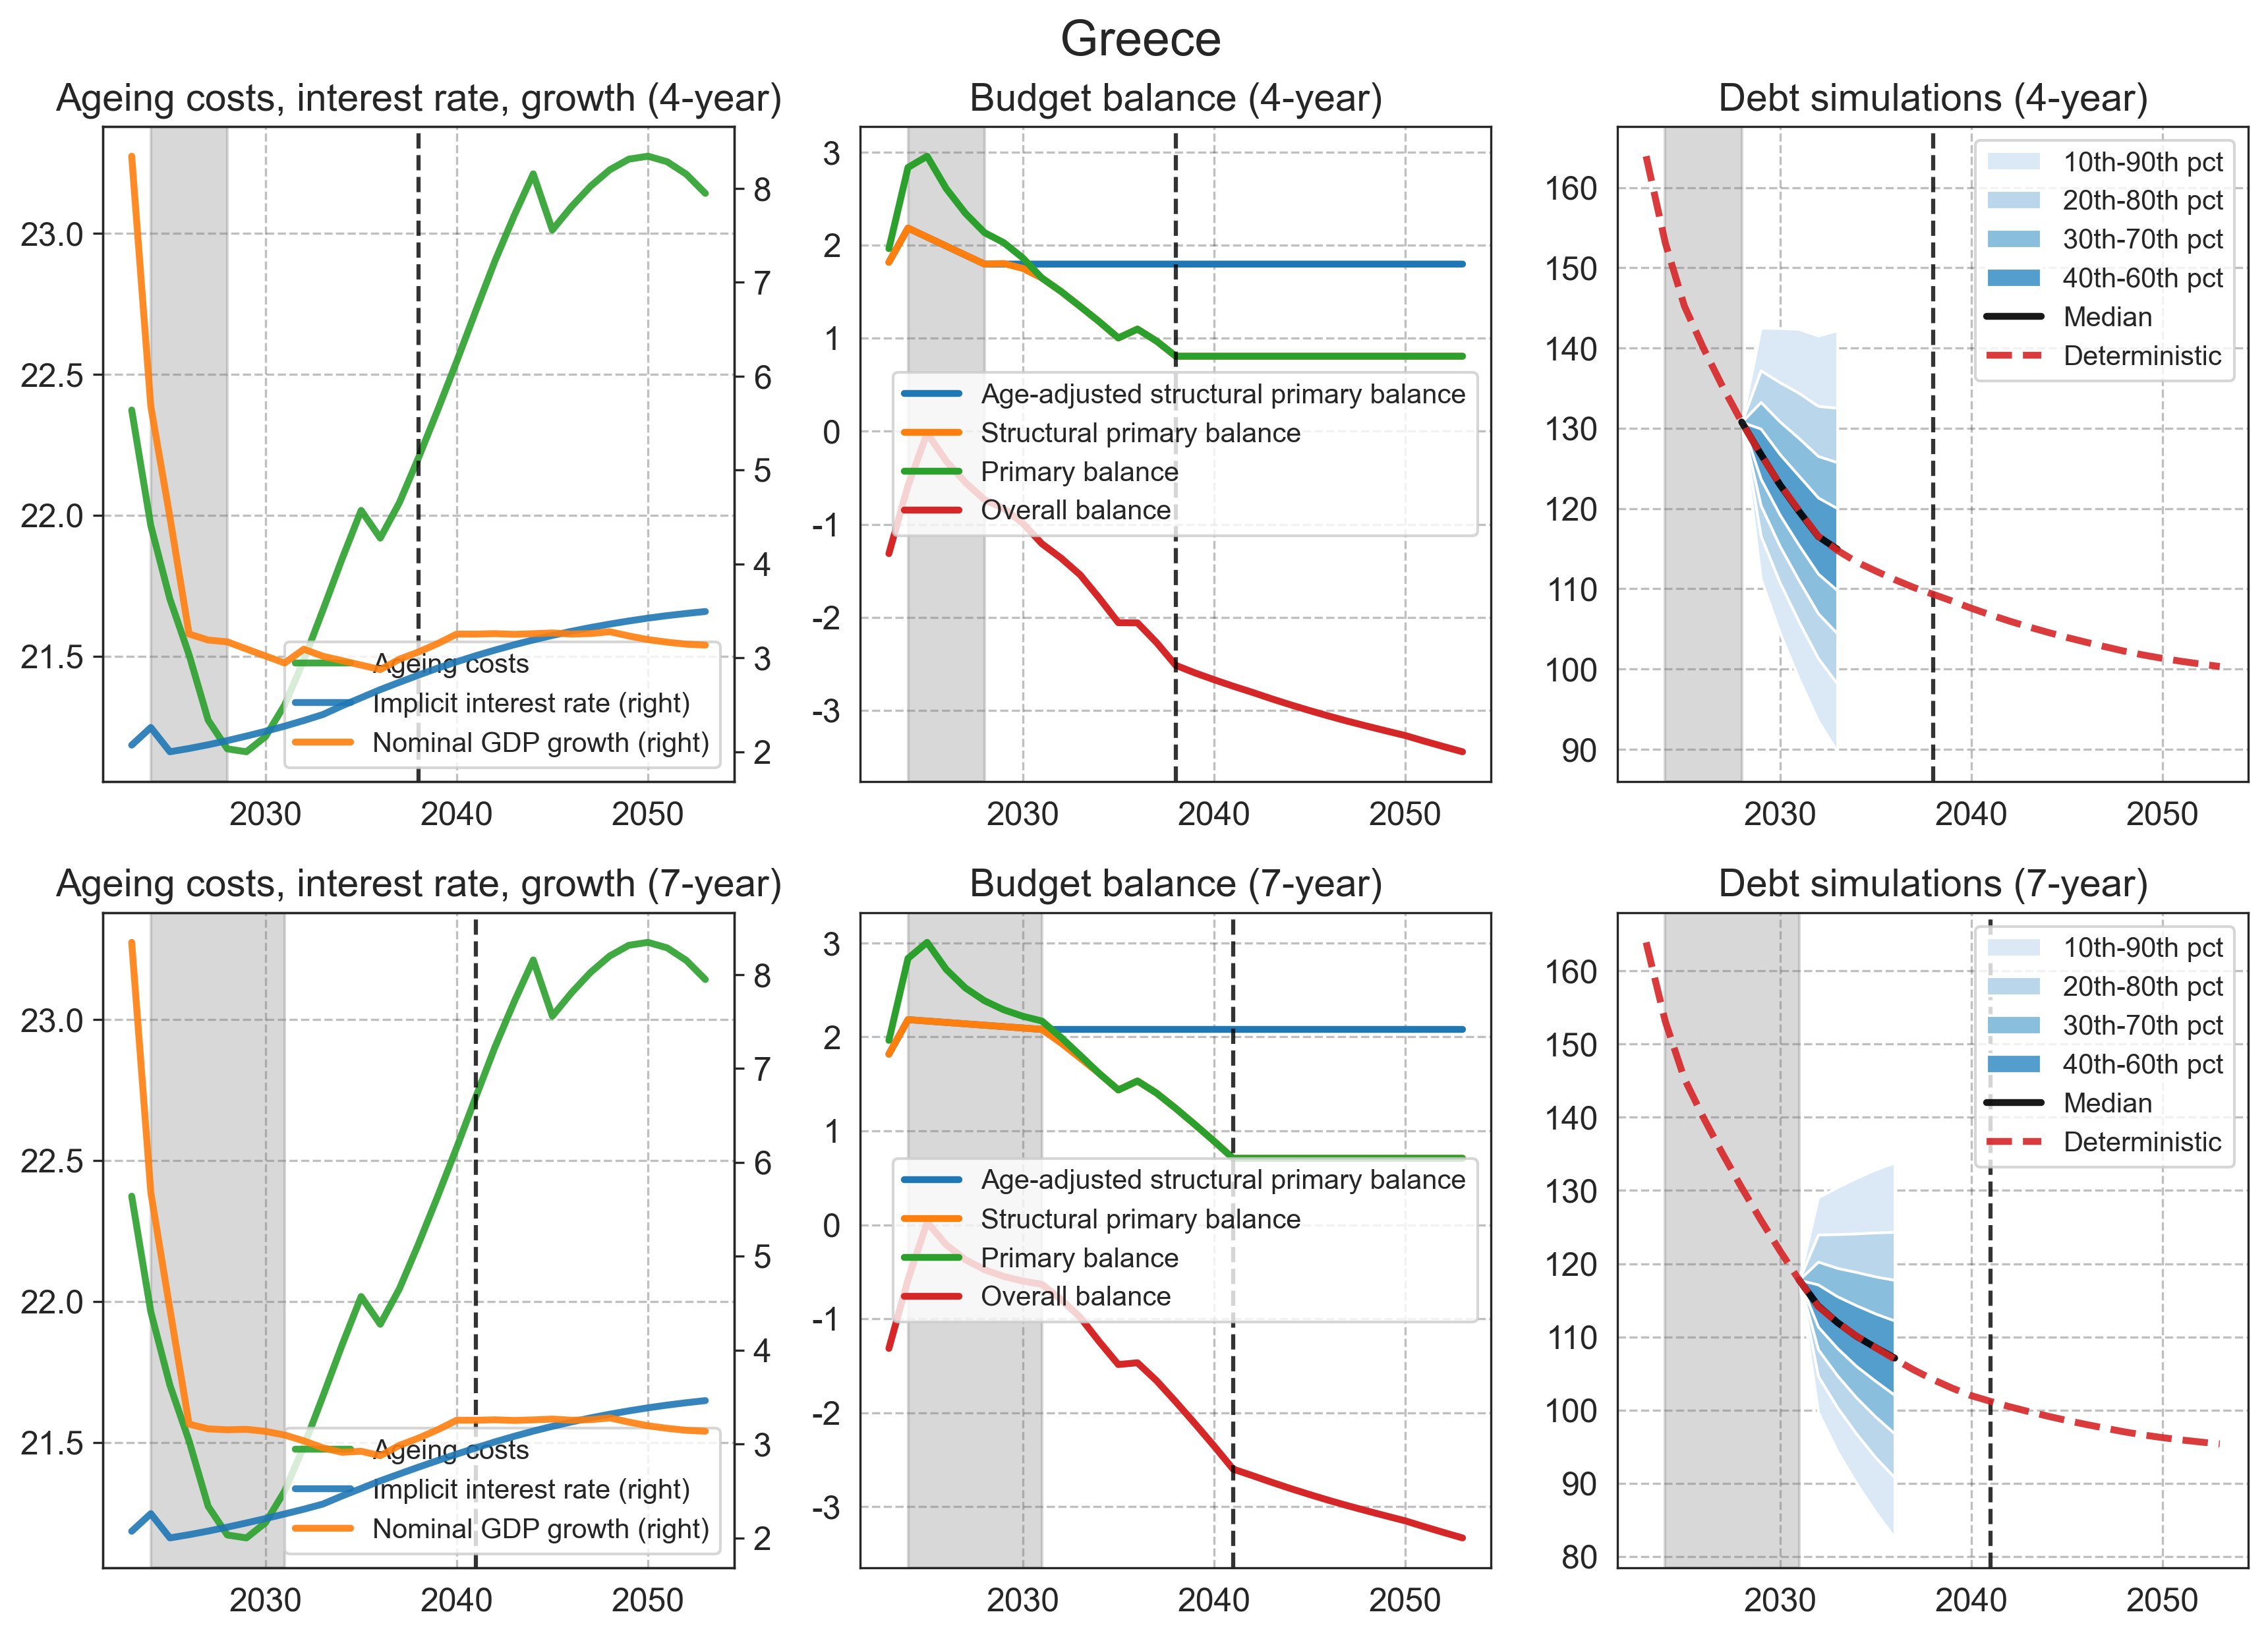 Greece
Ageing costs, interest rate, growth (4-year)
23.0
22.5
22.0
21.5
8
7
6
5
4
3
2
Ageing costs
Implicit interest rate (right)
Nominal GDP growth (right)
2030 2040 2050
Budget balance (4-year)
3
2
1
0
-1
-2
-3
Age-adjusted structural primary balance
Structural primary balance
Primary balance
Overall balance
2030 2040 2050
Debt simulations (4-year)
160
150
140
130
120
110
100
90
10th-90th pct
20th-80th pct
30th-70th pct
40th-60th pct
Median
Deterministic
2030 2040 2050
Ageing costs, interest rate, growth (7-year)
23.0
22.5
22.0
21.5
8
7
6
5
4
3
2
Ageing costs
Implicit interest rate (right)
Nominal GDP growth (right)
2030 2040 2050
Budget balance (7-year)
3
2
1
0
-1
-2
-3
Age-adjusted structural primary balance
Structural primary balance
Primary balance
Overall balance
2030 2040 2050
Debt simulations (7-year)
160
150
140
130
120
110
100
90
80
10th-90th pct
20th-80th pct
30th-70th pct
40th-60th pct
Median
Deterministic
2030 2040 2050